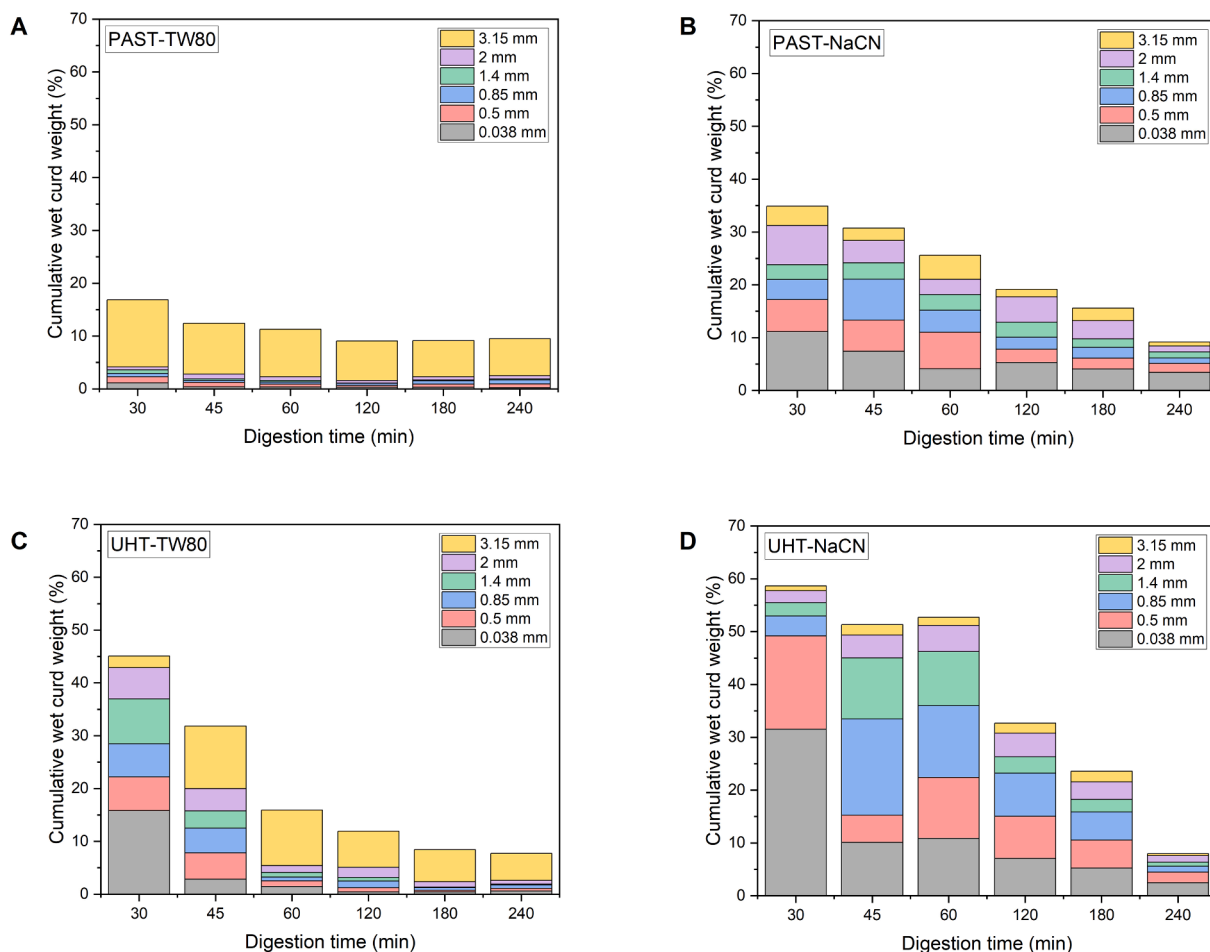 A
PAST-TW80
3.15 mm
2 mm
1.4 mm
0.85 mm
0.5 mm
0.038 mm
Cumulative wet curd weight (%)
70
60
50
40
30
20
10
0
30 45 60 120 180 240
Digestion time (min)
B
PAST-NaCN
3.15 mm
2 mm
1.4 mm
0.85 mm
0.5 mm
0.038 mm
Cumulative wet curd weight (%)
70
60
50
40
30
20
10
0
30 45 60 120 180 240
Digestion time (min)
C
UHT-TW80
3.15 mm
2 mm
1.4 mm
0.85 mm
0.5 mm
0.038 mm
Cumulative wet curd weight (%)
70
60
50
40
30
20
10
0
30 45 60 120 180 240
Digestion time (min)
D
UHT-NaCN
3.15 mm
2 mm
1.4 mm
0.85 mm
0.5 mm
0.038 mm
Cumulative wet curd weight (%)
70
60
50
40
30
20
10
0
30 45 60 120 180 240
Digestion time (min)